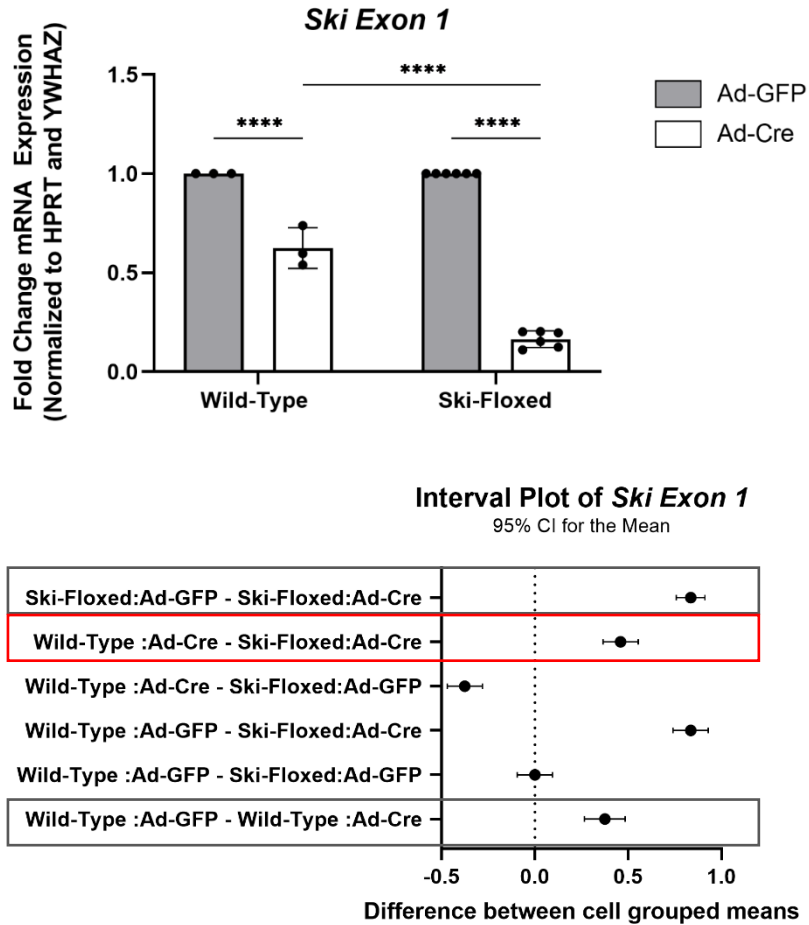 Ski Exon 1
Fold Change mRNA Expression
(Normalized to HPRT and YWHAZ)
1.5
1.0
0.5
0.0
****
****
****
Wild-Type
Ski-Floxed
Ad-GFP
Ad-Cre
Interval Plot of Ski Exon 1
95% CI for the Mean
Ski-Floxed:Ad-GFP - Ski-Floxed:Ad-Cre
Wild-Type :Ad-Cre - Ski-Floxed:Ad-Cre
Wild-Type :Ad-Cre - Ski-Floxed:Ad-GFP
Wild-Type :Ad-GFP - Ski-Floxed:Ad-Cre
Wild-Type :Ad-GFP - Ski-Floxed:Ad-GFP
Wild-Type :Ad-GFP - Wild-Type :Ad-Cre
-0.5 0.0 0.5 1.0
Difference between cell grouped means